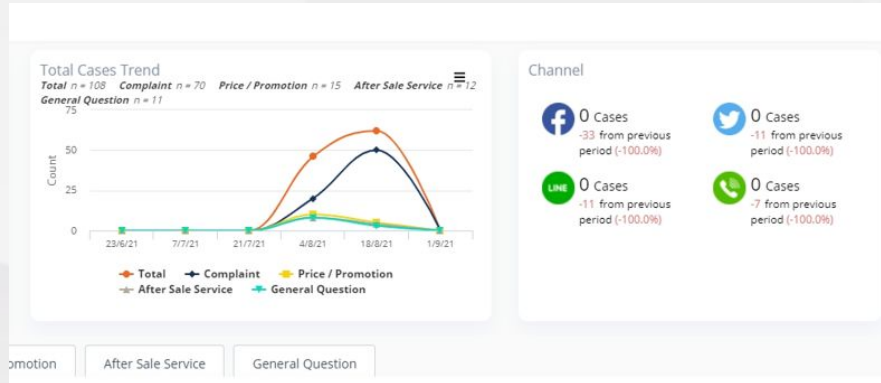 Total Cases Trend
Total n = 108 Complaint n = 70 Price / Promotion n = 15 After Sale Service n = 12
General Question n = 11
75
50
25
0
Count
23/6/21 7/7/21 21/7/21 4/8/21 18/8/21 1/9/21
Total Complaint Price / Promotion
After Sale Service General Question
Channel
0 Cases
-33 from previous
period (-100.0%)
0 Cases
-11 from previous
period (-100.0%)
LINE
0 Cases
-11 from previous
period (-100.0%)
0 Cases
-7 from previous
period (-100.0%)
omotion After Sale Service General Question